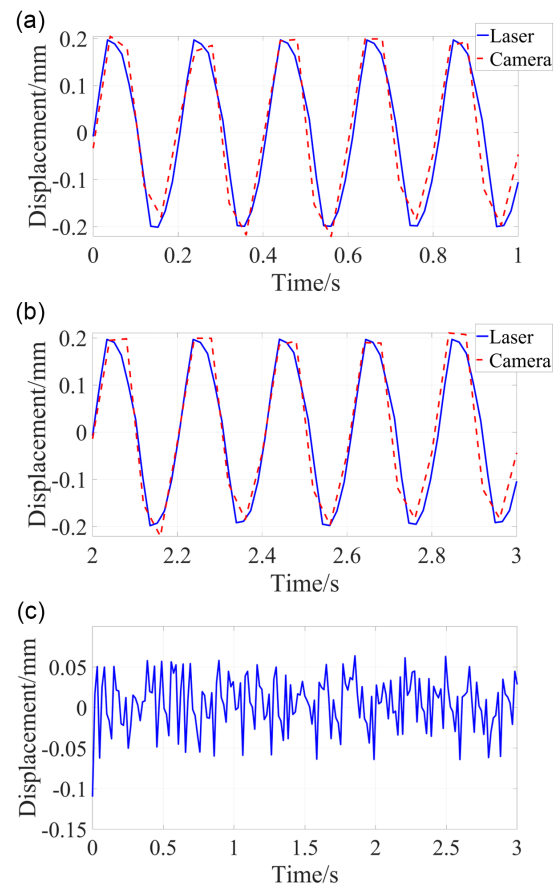 (a)
Displacement/mm
0.2
0.1
0
-0.1
-0.2
Laser
Camera
0 0.2 0.4 0.6 0.8 1
Time/s
(b)
Displacement/mm
0.2
0.1
0
-0.1
-0.2
Laser
Camera
2 2.2 2.4 2.6 2.8 3
Time/s
(c)
Displacement/mm
0.05
0
-0.05
-0.1
-0.15
0 0.5 1 1.5 2 2.5 3
Time/s